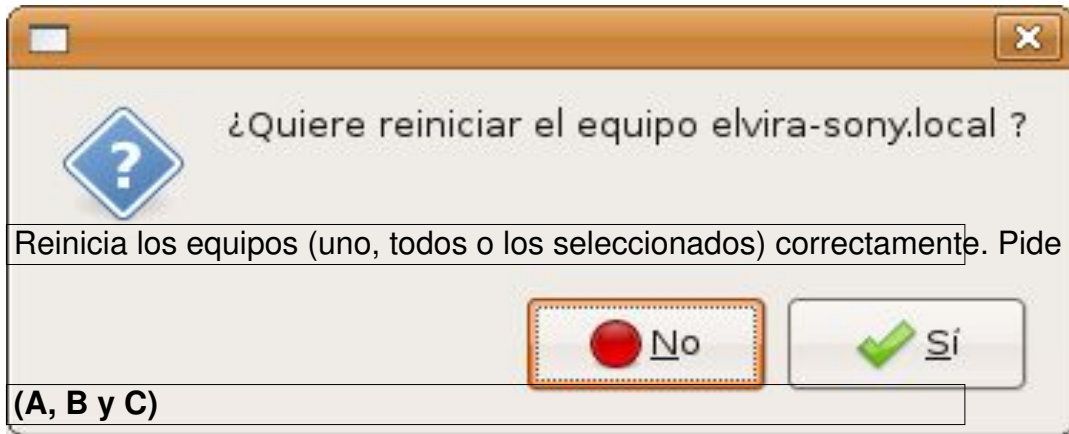 ¿Quiere reiniciar el equipo elvira-sony.local ?
Reinicia los equipos (uno, todos o los seleccionados) correctamente. Pide
No
Sí
(A, B y C)